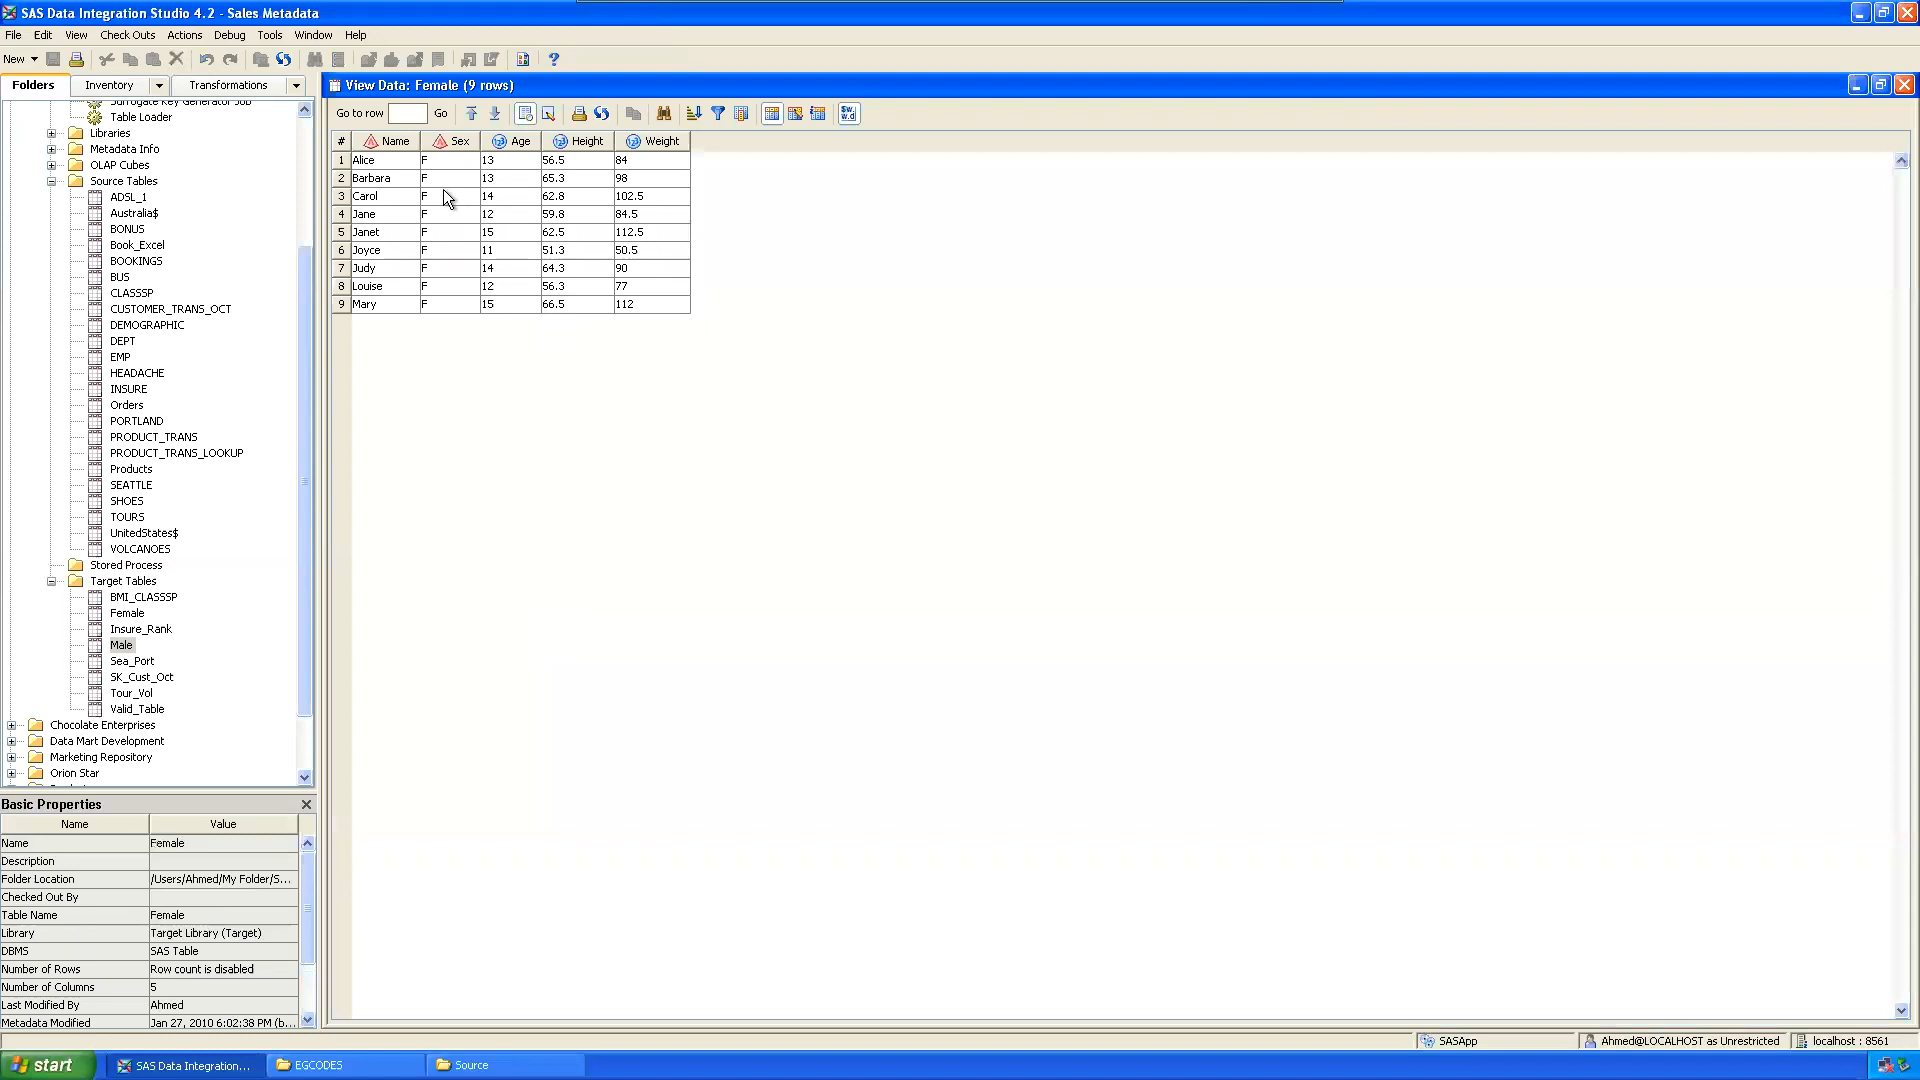 SAS Data Integration Studio 4.2 - Sales Metadata
File Edit View Check Outs Actions Debug Tools Window Help
New
Folders Inventory Transformations
View Data: Female (9 rows)
Go to row Go
# Name Sex Age Height Weight
1 Alice F 13 56.5 84
2 Barbara F 13 65.3 98
3 Carol F 14 62.8 102.5
4 Jane F 12 59.8 84.5
5 Janet F 15 62.5 112.5
6 Joyce F 11 51.3 50.5
7 Judy F 14 64.3 90
8 Louise F 12 56.3 77
9 Mary F 15 66.5 112
Surrogate Key Generator Job
Table Loader
Libraries
Metadata Info
OLAP Cubes
Source Tables
ADSL_1
Australia$
BONUS
Book_Excel
BOOKINGS
BUS
CLASSSP
CUSTOMER_TRANS_OCT
DEMOGRAPHIC
DEPT
EMP
HEADACHE
INSURE
Orders
PORTLAND
PRODUCT_TRANS
PRODUCT_TRANS_LOOKUP
Products
SEATTLE
SHOES
TOURS
UnitedStates$
VOLCANOES
Stored Process
Target Tables
BMI_CLASSSP
Female
Insure_Rank
Male
Sea_Port
SK_Cust_Oct
Tour_Vol
Valid_Table
Chocolate Enterprises
Data Mart Development
Marketing Repository
Orion Star
Basic Properties
Name Value
Name Female
Description
Folder Location /Users/Ahmed/My Folder/S...
Checked Out By
Table Name Female
Library Target Library (Target)
DBMS SAS Table
Number of Rows Row count is disabled
Number of Columns 5
Last Modified By Ahmed
Metadata Modified Jan 27, 2010 6:02:38 PM (b...
SASApp Ahmed@LOCALHOST as Unrestricted localhost : 8561
start SAS Data Integration... EGCODES Source